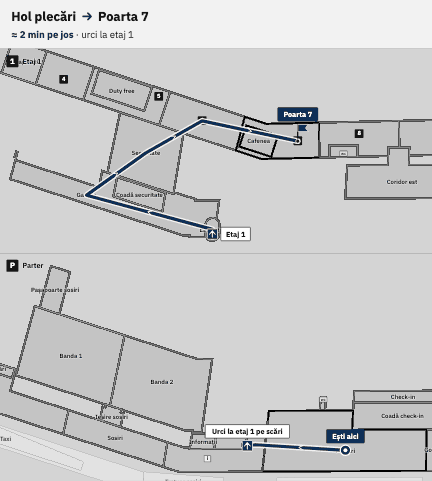 Hol plecări → Poarta 7
≈ 2 min pe jos · urci la etaj 1
1 Etaj 1
4
Duty free
5
Poarta 7
6
Cafenea
Securitate
Coadă securitate
Coridor est
Etaj 1
P Parter
Pașapoarte sosiri
Banda 1
Banda 2
Check-in
Coadă check-in
Ieșire sosiri
Sosiri
Taxi
Urci la etaj 1 pe scări
Ești aici
Informații